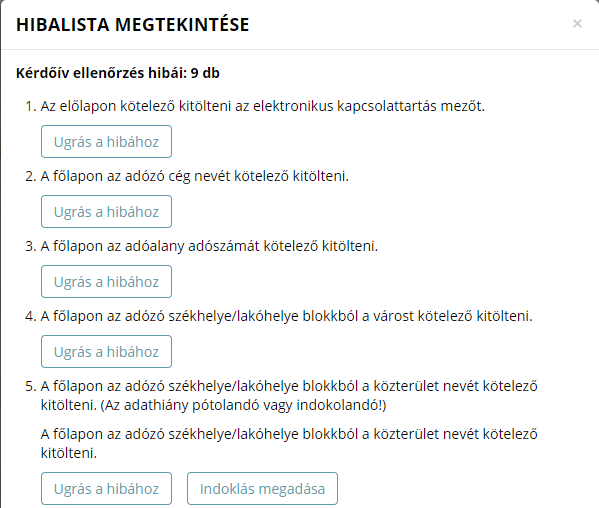 HIBALISTA MEGTEKINTÉSE ×
Kérdőív ellenőrzés hibái: 9 db
1. Az előlapon kötelező kitölteni az elektronikus kapcsolattartás mezőt.
Ugrás a hibához
2. A főlapon az adózó cég nevét kötelező kitölteni.
Ugrás a hibához
3. A főlapon az adóalany adószámát kötelező kitölteni.
Ugrás a hibához
4. A főlapon az adózó székhelye/lakóhelye blokkból a várost kötelező kitölteni.
Ugrás a hibához
5. A főlapon az adózó székhelye/lakóhelye blokkból a közterület nevét kötelező
kitölteni. (Az adathiány pótolandó vagy indokolandó!)
A főlapon az adózó székhelye/lakóhelye blokkból a közterület nevét kötelező
kitölteni.
Ugrás a hibához Indoklás megadása